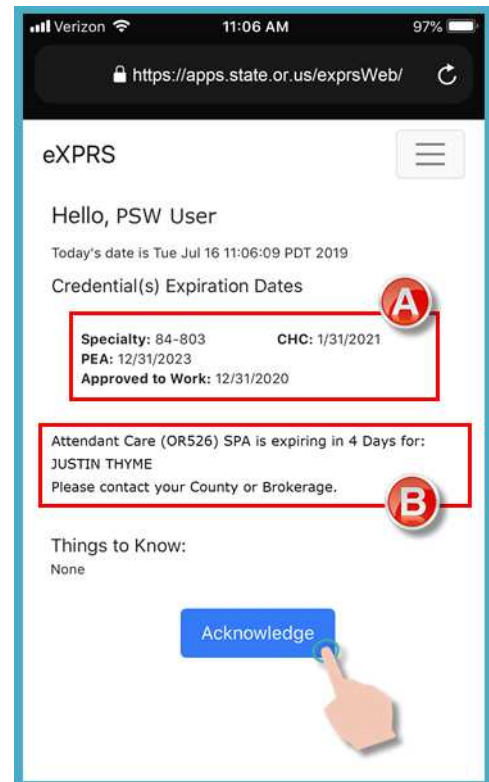 Verizon 11:06 AM 97%
https://apps.state.or.us/exprsWeb/
eXPRS
Hello, PSW User
Today's date is Tue Jul 16 11:06:09 PDT 2019
Credential(s) Expiration Dates
A
Specialty: 84-803 CHC: 1/31/2021
PEA: 12/31/2023
Approved to Work: 12/31/2020
Attendant Care (OR526) SPA is expiring in 4 Days for:
JUSTIN THYME
Please contact your County or Brokerage.
B
Things to Know:
None
Acknowledge